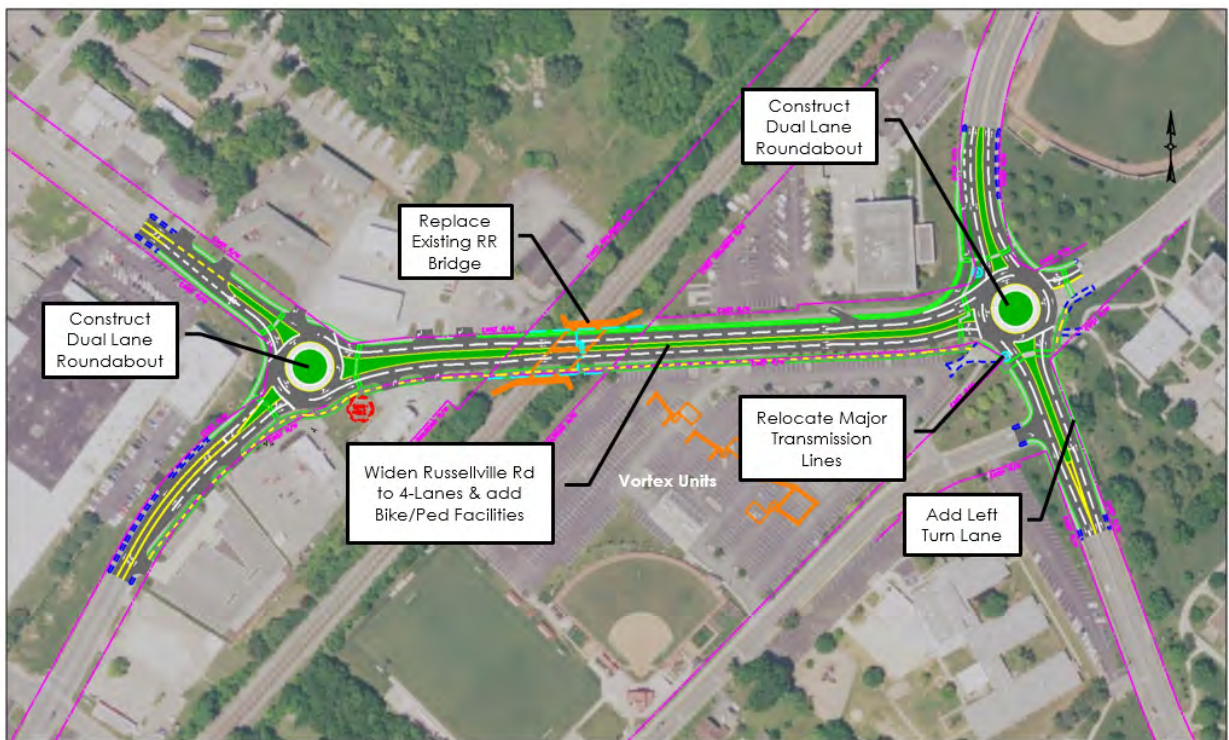 Construct
Dual Lane
Roundabout
Replace
Existing RR
Bridge
Construct
Dual Lane
Roundabout
Widen Russellville Rd
to 4-Lanes & add
Bike/Ped Facilities
Vortex Units
Relocate Major
Transmission
Lines
Add Left
Turn Lane